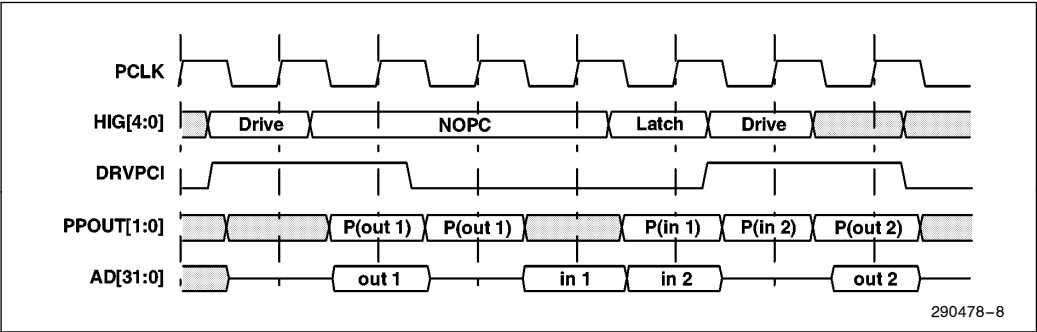 PCLK
HIG[4:0] Drive NOPC Latch Drive
DRVPCI
PPOUT[1:0] P(out 1) P(out 1) P(in 1) P(in 2) P(out 2)
AD[31:0] out 1 in 1 in 2 out 2
290478–8